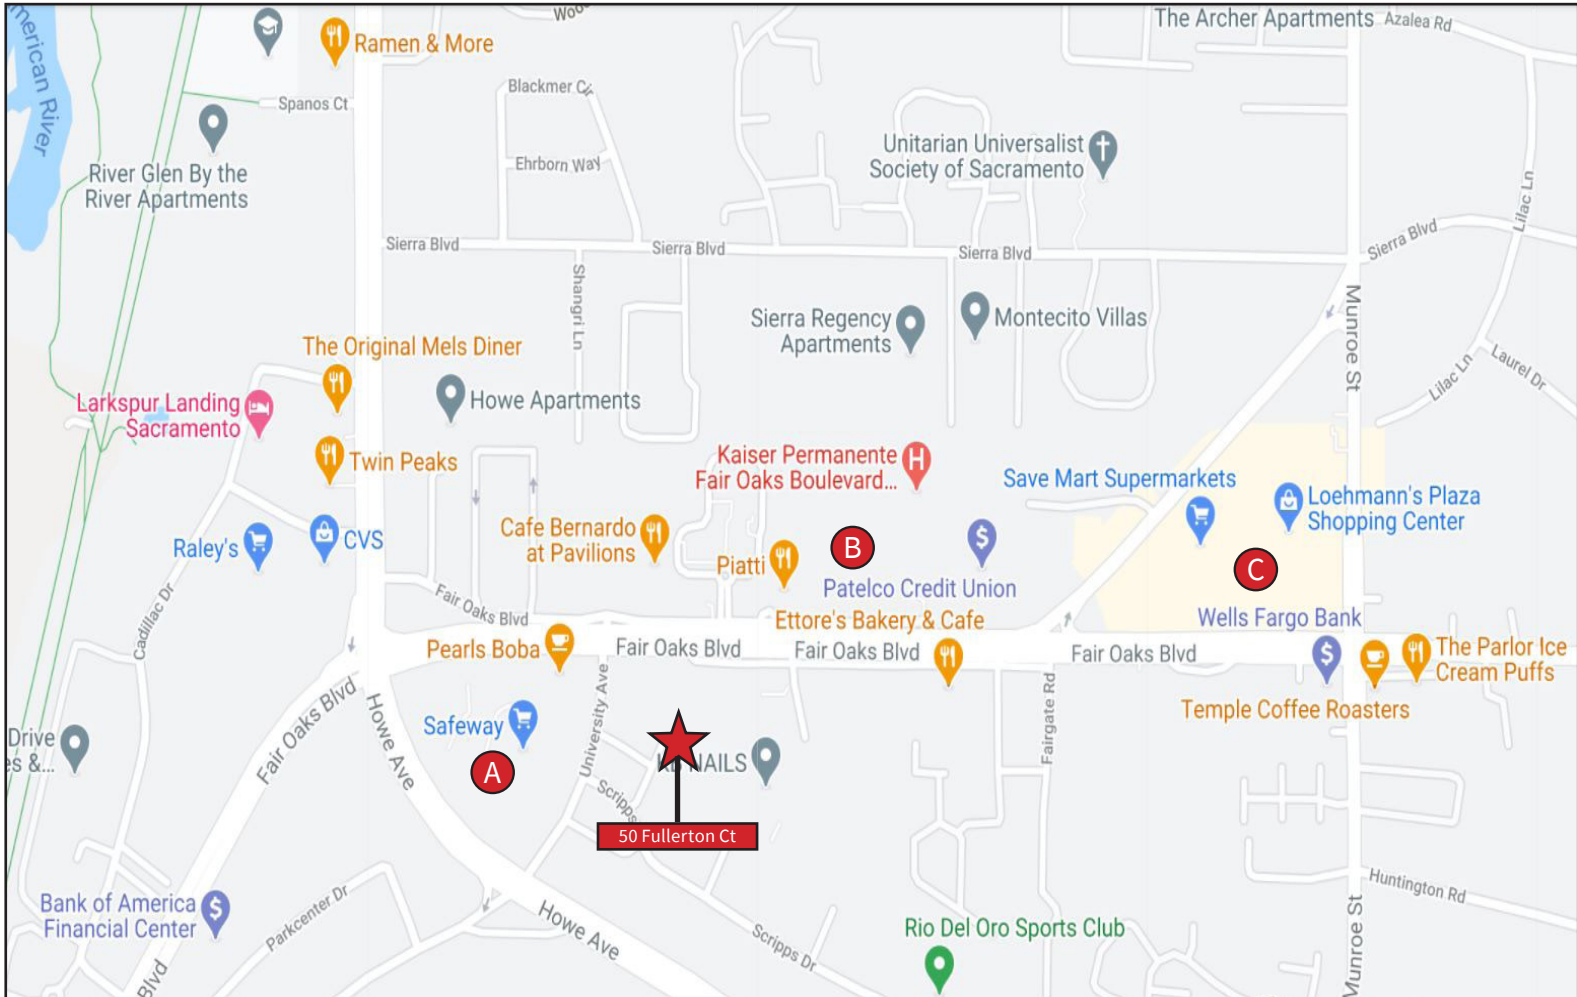 American River
Ramen & More
Spanos Ct
River Glen By the
River Apartments
Blackmer Cir
Ehrborn Way
The Archer Apartments
Azalea Rd
Unitarian Universalist
Society of Sacramento
Lilac Ln
Sierra Blvd
Sierra Blvd
Sierra Blvd
Sierra Blvd
Shangri Ln
Munroe St
Sierra Regency
Apartments
Montecito Villas
The Original Mels Diner
Howe Apartments
Larkspur Landing
Sacramento
Twin Peaks
Lilac Ln
Laurel Dr
Kaiser Permanente
Fair Oaks Boulevard...
H
Save Mart Supermarkets
Loehmann's Plaza
Shopping Center
Raley's
CVS
Cafe Bernardo
at Pavilions
Piatti
B
$
Patelco Credit Union
C
Cadillac Dr
Fair Oaks Blvd
Ettore's Bakery & Cafe
Wells Fargo Bank
Pearls Boba
Fair Oaks Blvd
Fair Oaks Blvd
Fair Oaks Blvd
$
The Parlor Ice
Cream Puffs
Temple Coffee Roasters
Fair Oaks Blvd
Howe Ave
Safeway
A
University Ave
Fairgate Rd
Drive
es &...
NAILS
Scripps
50 Fullerton Ct
Bank of America
Financial Center
$
Parkcenter Dr
Howe Ave
Scripps Dr
Rio Del Oro Sports Club
Huntington Rd
Munroe St
Blvd